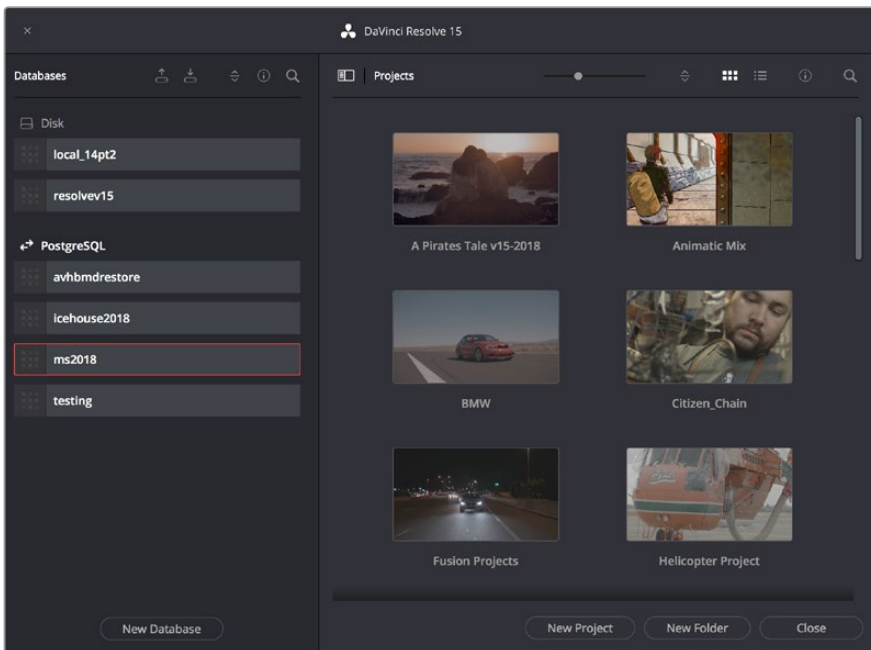 DaVinci Resolve 15
Databases
Projects
Disk
local_14pt2
resolvev15
PostgreSQL
avhbmdrestore
icehouse2018
ms2018
testing
New Database
A Pirates Tale v15-2018
Animatic Mix
BMW
Citizen_Chain
Fusion Projects
Helicopter Project
New Project
New Folder
Close